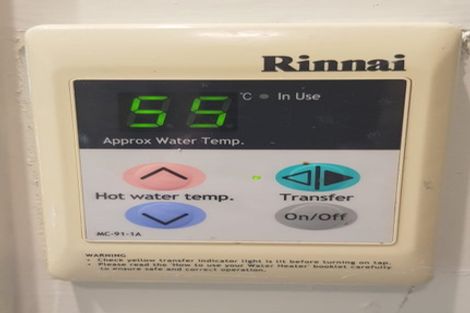 Rinnai
55 °C In Use
Approx Water Temp.
Hot water temp. Transfer
On/Off
MC-91-1A
WARNING
• Check yellow transfer indicator light is lit before turning on tap.
• Please read the 'How to use your Water Heater' booklet carefully
to ensure safe and correct operation.